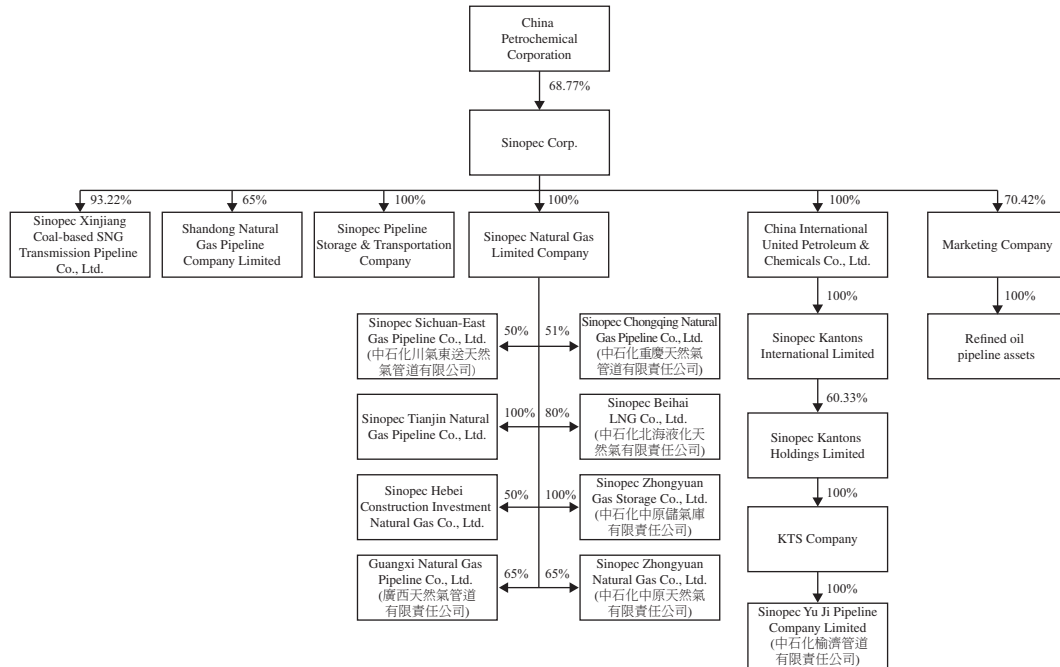 China
Petrochemical
Corporation
68.77%
Sinopec Corp.
93.22%
65%
100%
100%
100%
70.42%
Sinopec Xinjiang
Coal-based SNG
Transmission Pipeline
Co., Ltd.
Shandong Natural
Gas Pipeline
Company Limited
Sinopec Pipeline
Storage & Transportation
Company
Sinopec Natural Gas
Limited Company
China International
United Petroleum &
Chemicals Co., Ltd.
Marketing Company
100%
100%
Sinopec Sichuan-East
Gas Pipeline Co., Ltd.
(中石化川氣東送天然
氣管道有限公司)
50%
51%
Sinopec Chongqing Natural
Gas Pipeline Co., Ltd.
(中石化重慶天然氣
管道有限責任公司)
Sinopec Kantons
International Limited
Refined oil
pipeline assets
60.33%
Sinopec Tianjin Natural
Gas Pipeline Co., Ltd.
100%
80%
Sinopec Beihai
LNG Co., Ltd.
(中石化北海液化天
然氣有限責任公司)
Sinopec Kantons
Holdings Limited
100%
Sinopec Hebei
Construction Investment
Natural Gas Co., Ltd.
50%
100%
Sinopec Zhongyuan
Gas Storage Co., Ltd.
(中石化中原儲氣庫
有限責任公司)
KTS Company
100%
Guangxi Natural Gas
Pipeline Co., Ltd.
(廣西天然氣管道
有限責任公司)
65%
65%
Sinopec Zhongyuan
Natural Gas Co., Ltd.
(中石化中原天然氣
有限責任公司)
Sinopec Yu Ji Pipeline
Company Limited
(中石化榆濟管道
有限責任公司)